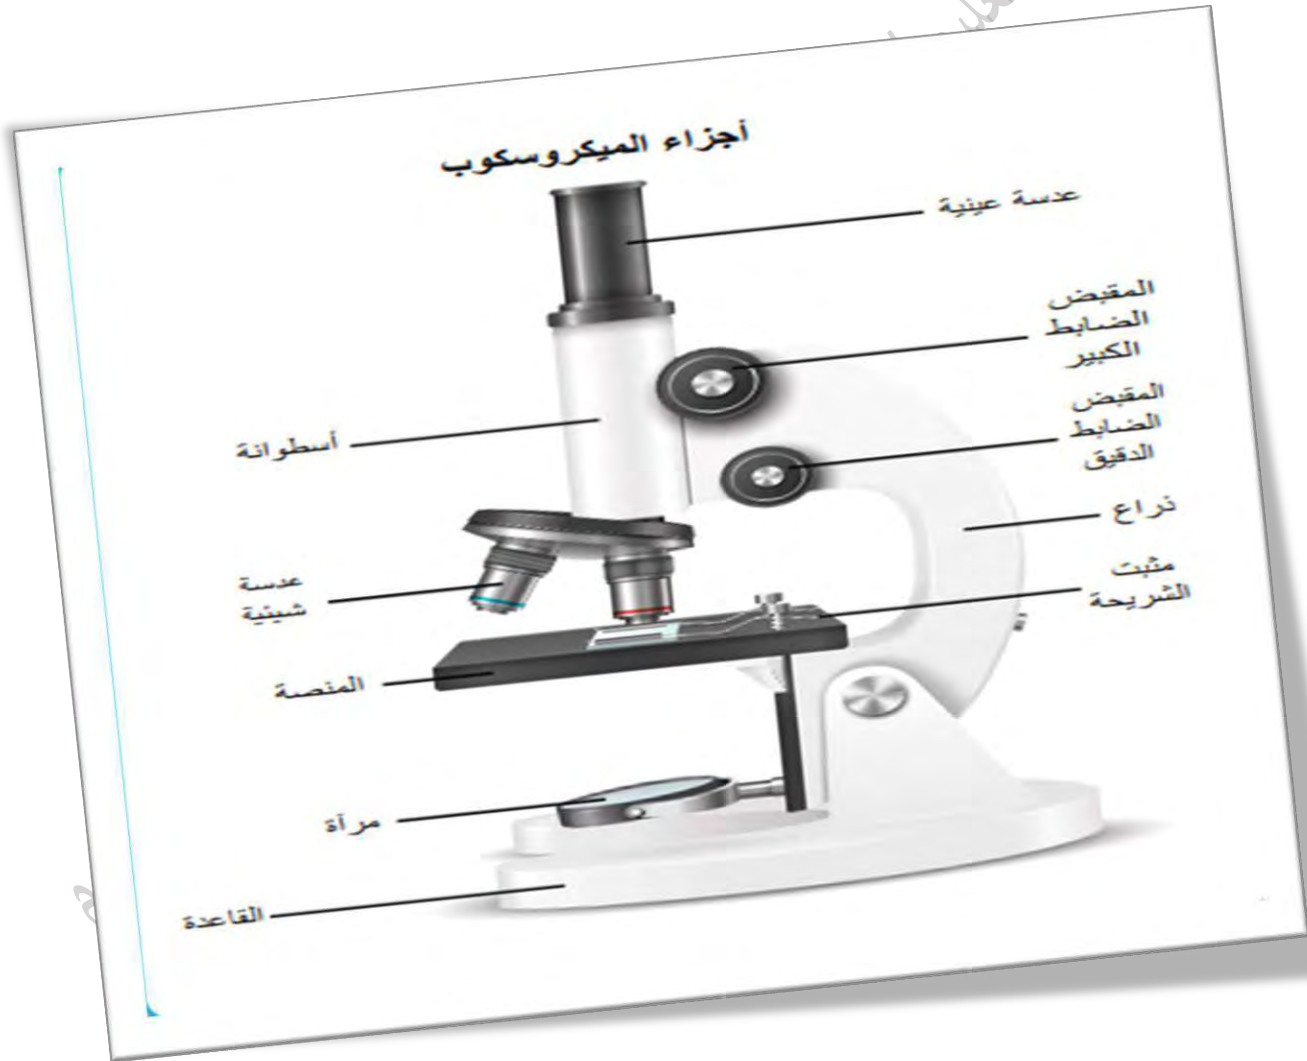 أجزاء الميكروسكوب
عدسة عينية
المقبض
الضابط
الكبير
المقبض
الضابط
الدقيق
ذراع
مثبت
الشريحة
أسطوانة
عدسة
شيئية
المنصة
مرآة
القاعدة